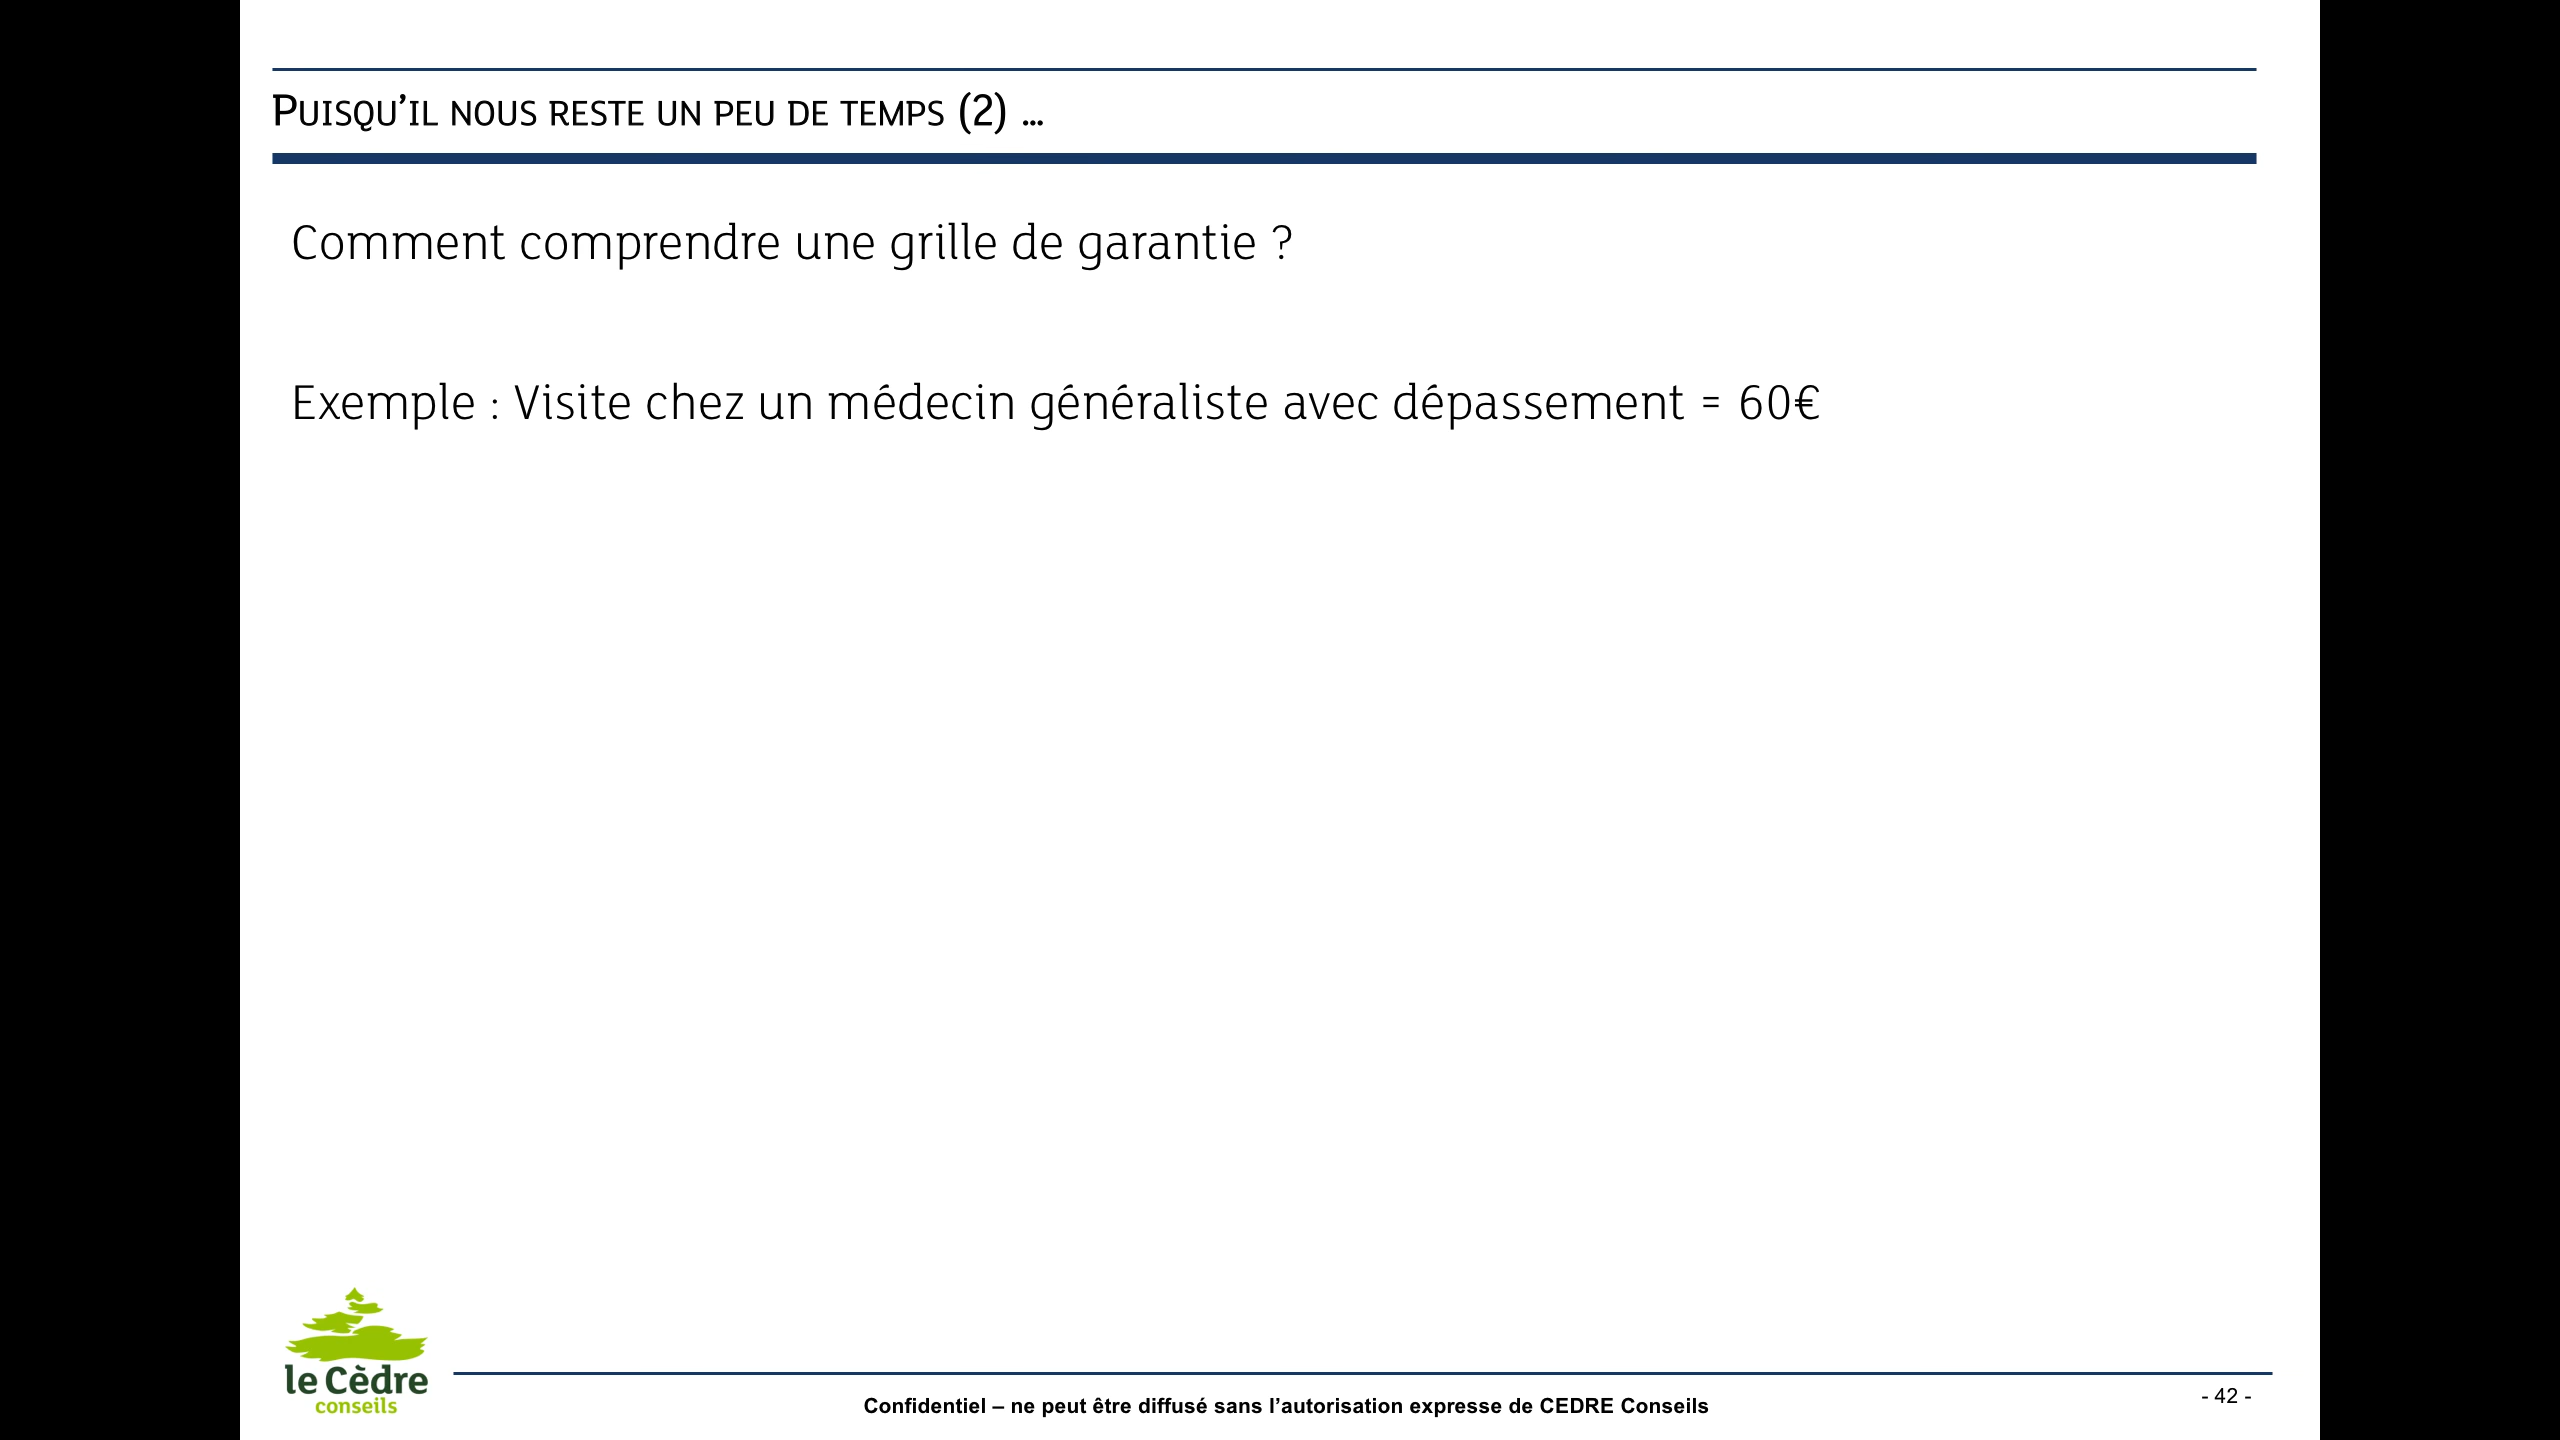 Puisqu’il nous reste un peu de temps (2) …
Comment comprendre une grille de garantie ?
Exemple : Visite chez un médecin généraliste avec dépassement = 60€
le Cèdre
conseils
Confidentiel – ne peut être diffusé sans l’autorisation expresse de CEDRE Conseils
- 42 -